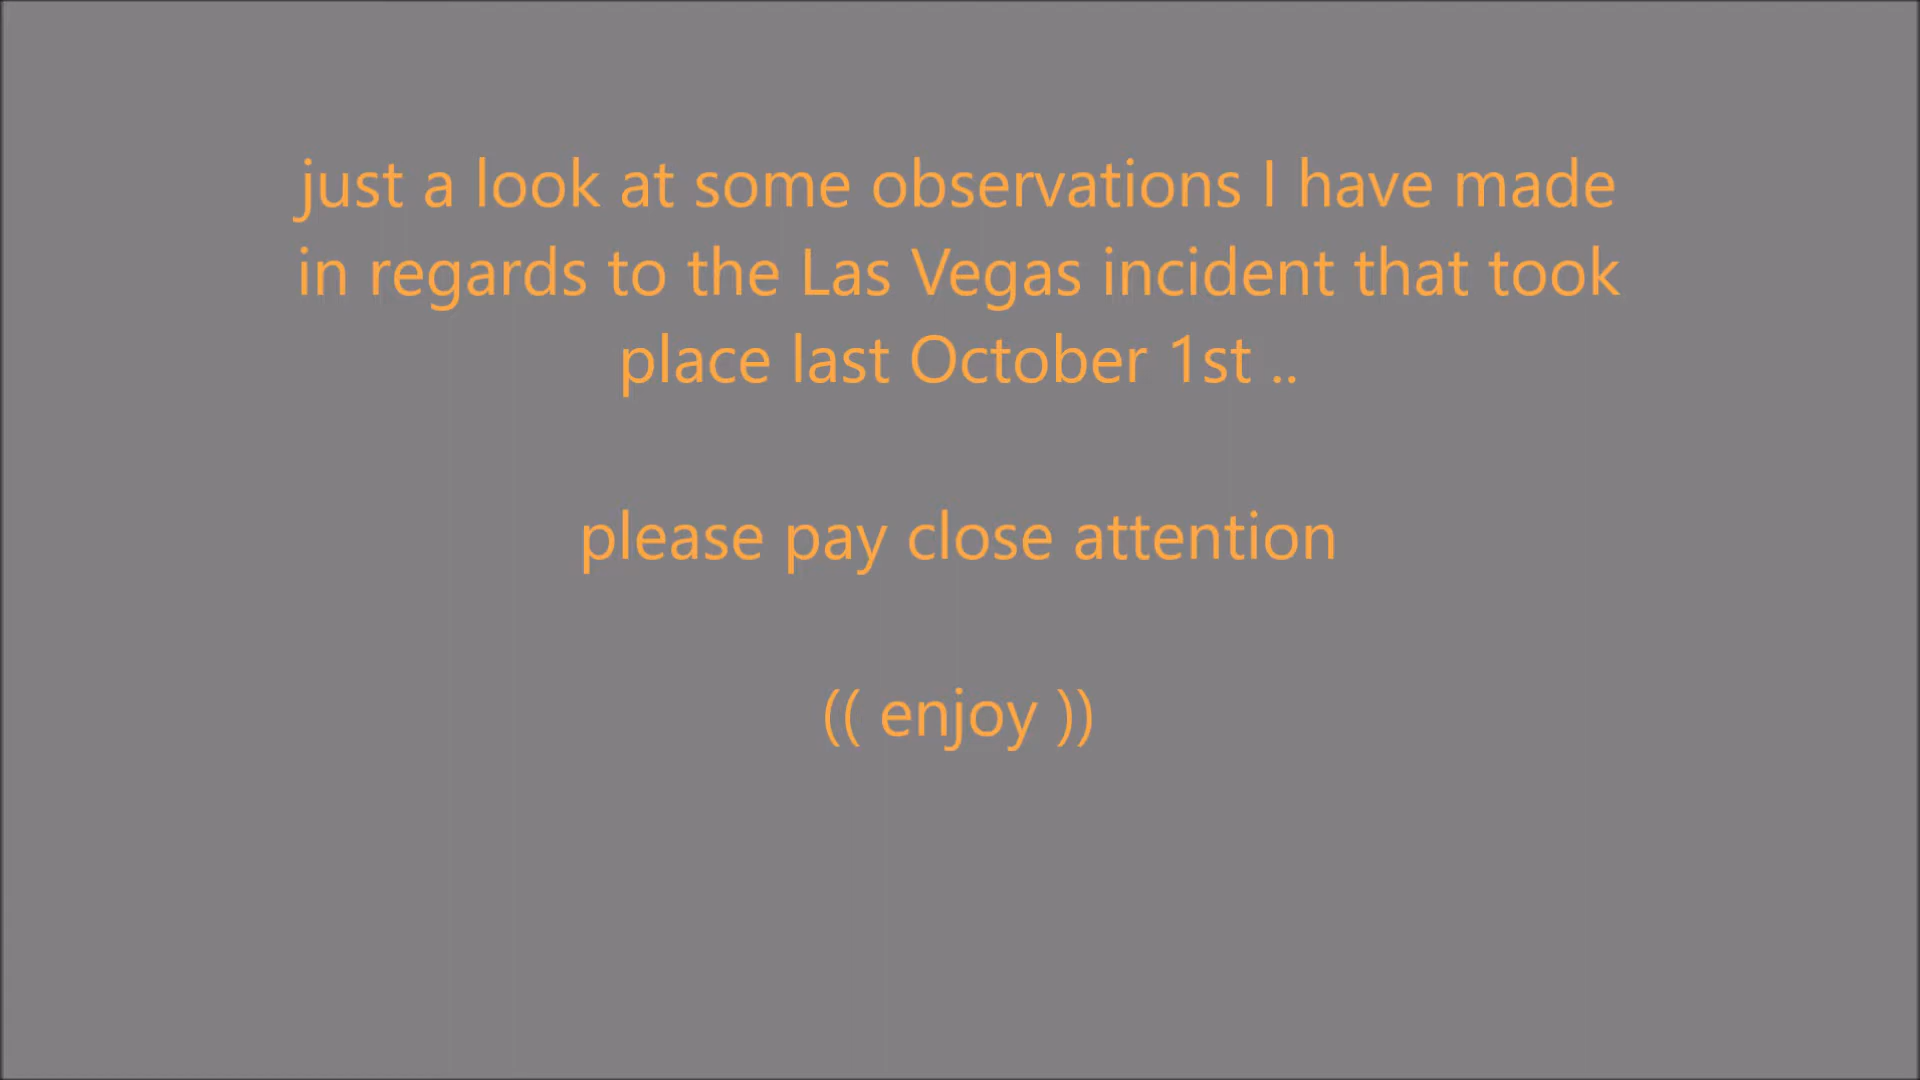 just a look at some observations I have made
in regards to the Las Vegas incident that took
place last October 1st ..
please pay close attention
(( enjoy ))